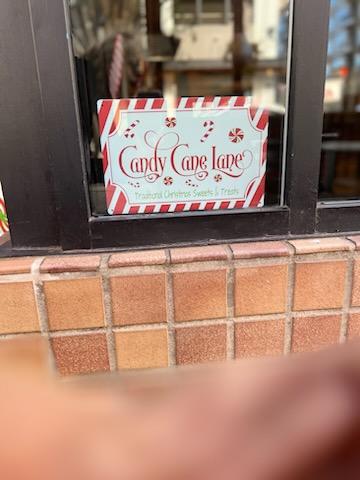 Candy Cane Lane
Traditional Christmas Sweets & Treats